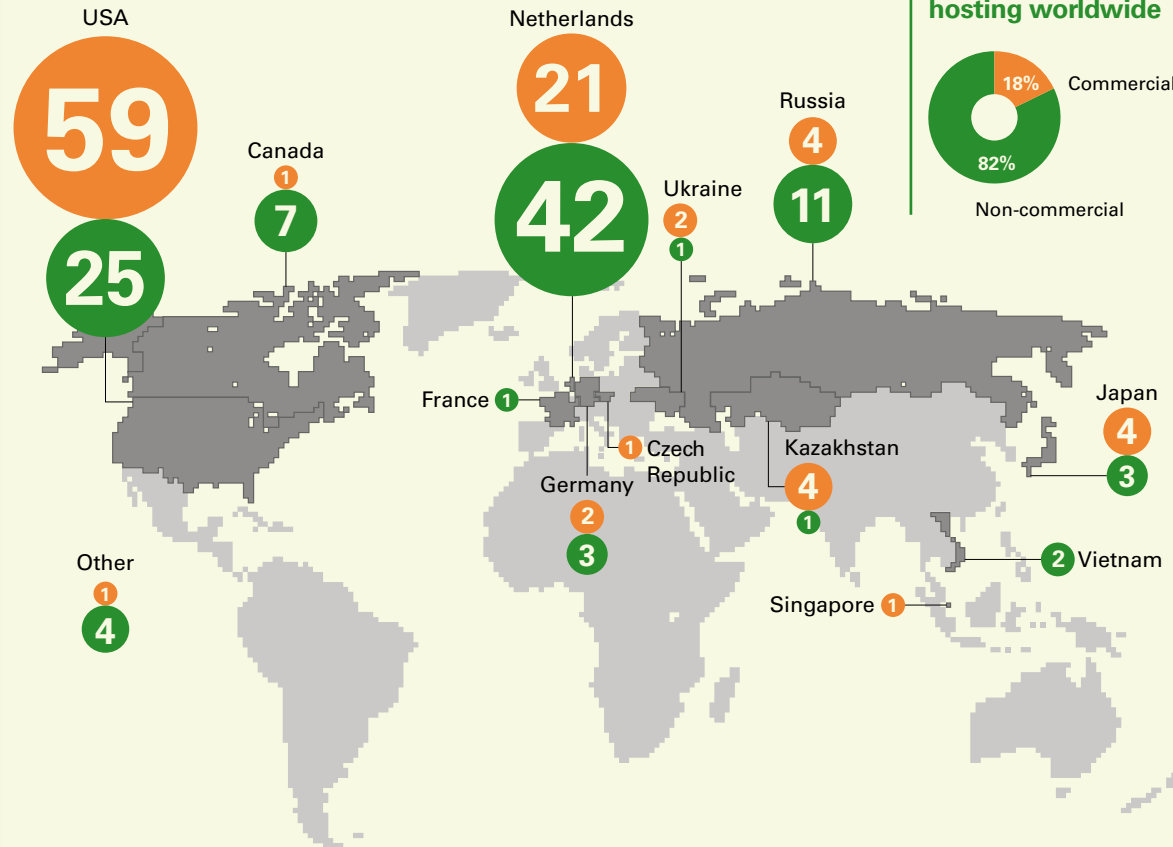 USA
59
25
Canada
1
7
Netherlands
21
42
Ukraine
2
1
Russia
4
11
hosting worldwide
18%
Commercial
82%
Non-commercial
France 1
1 Czech
Republic
Germany
2
3
Kazakhstan
4
1
Japan
4
3
2 Vietnam
Singapore 1
Other
1
4